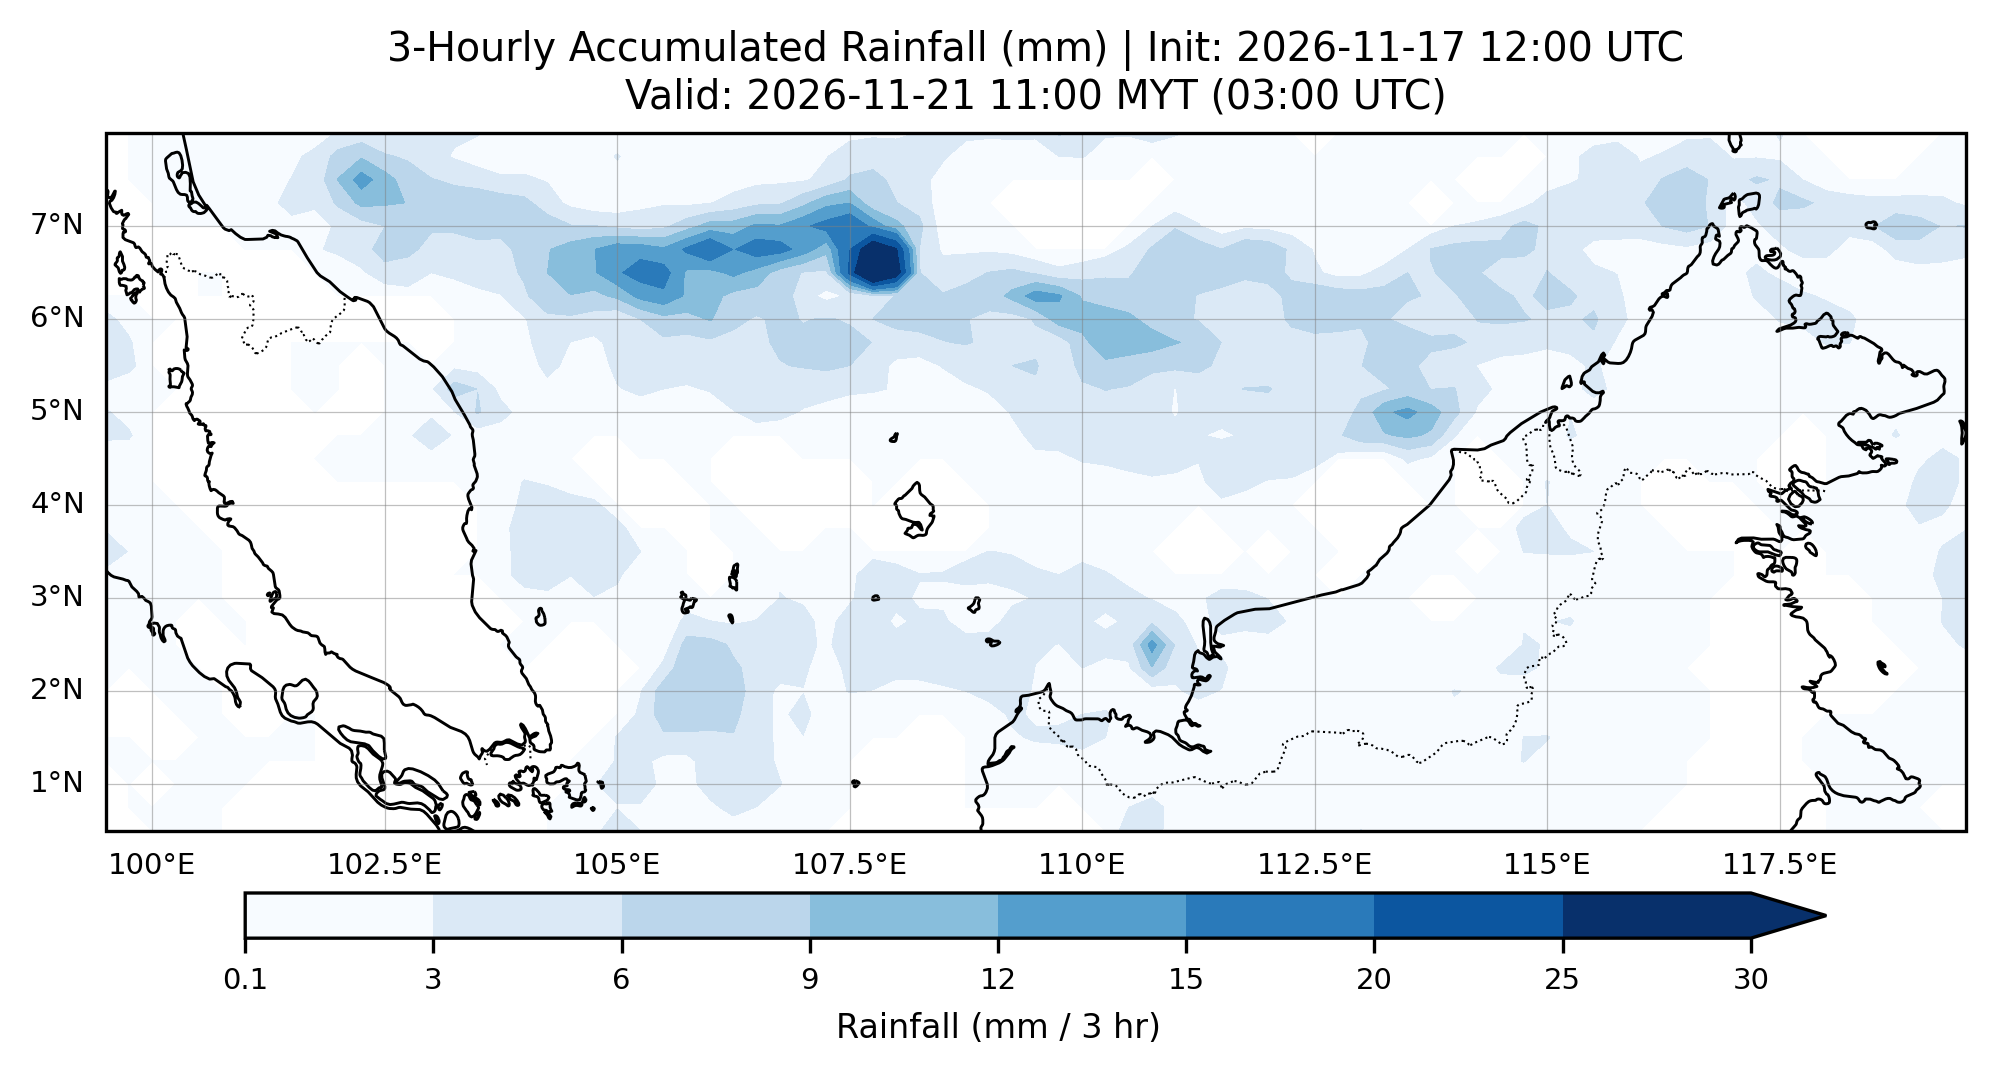 3-Hourly Accumulated Rainfall (mm) | Init: 2026-11-17 12:00 UTC
Valid: 2026-11-21 11:00 MYT (03:00 UTC)
7°N
6°N
5°N
4°N
3°N
2°N
1°N
100°E 102.5°E 105°E 107.5°E 110°E 112.5°E 115°E 117.5°E
0.1 3 6 9 12 15 20 25 30
Rainfall (mm / 3 hr)